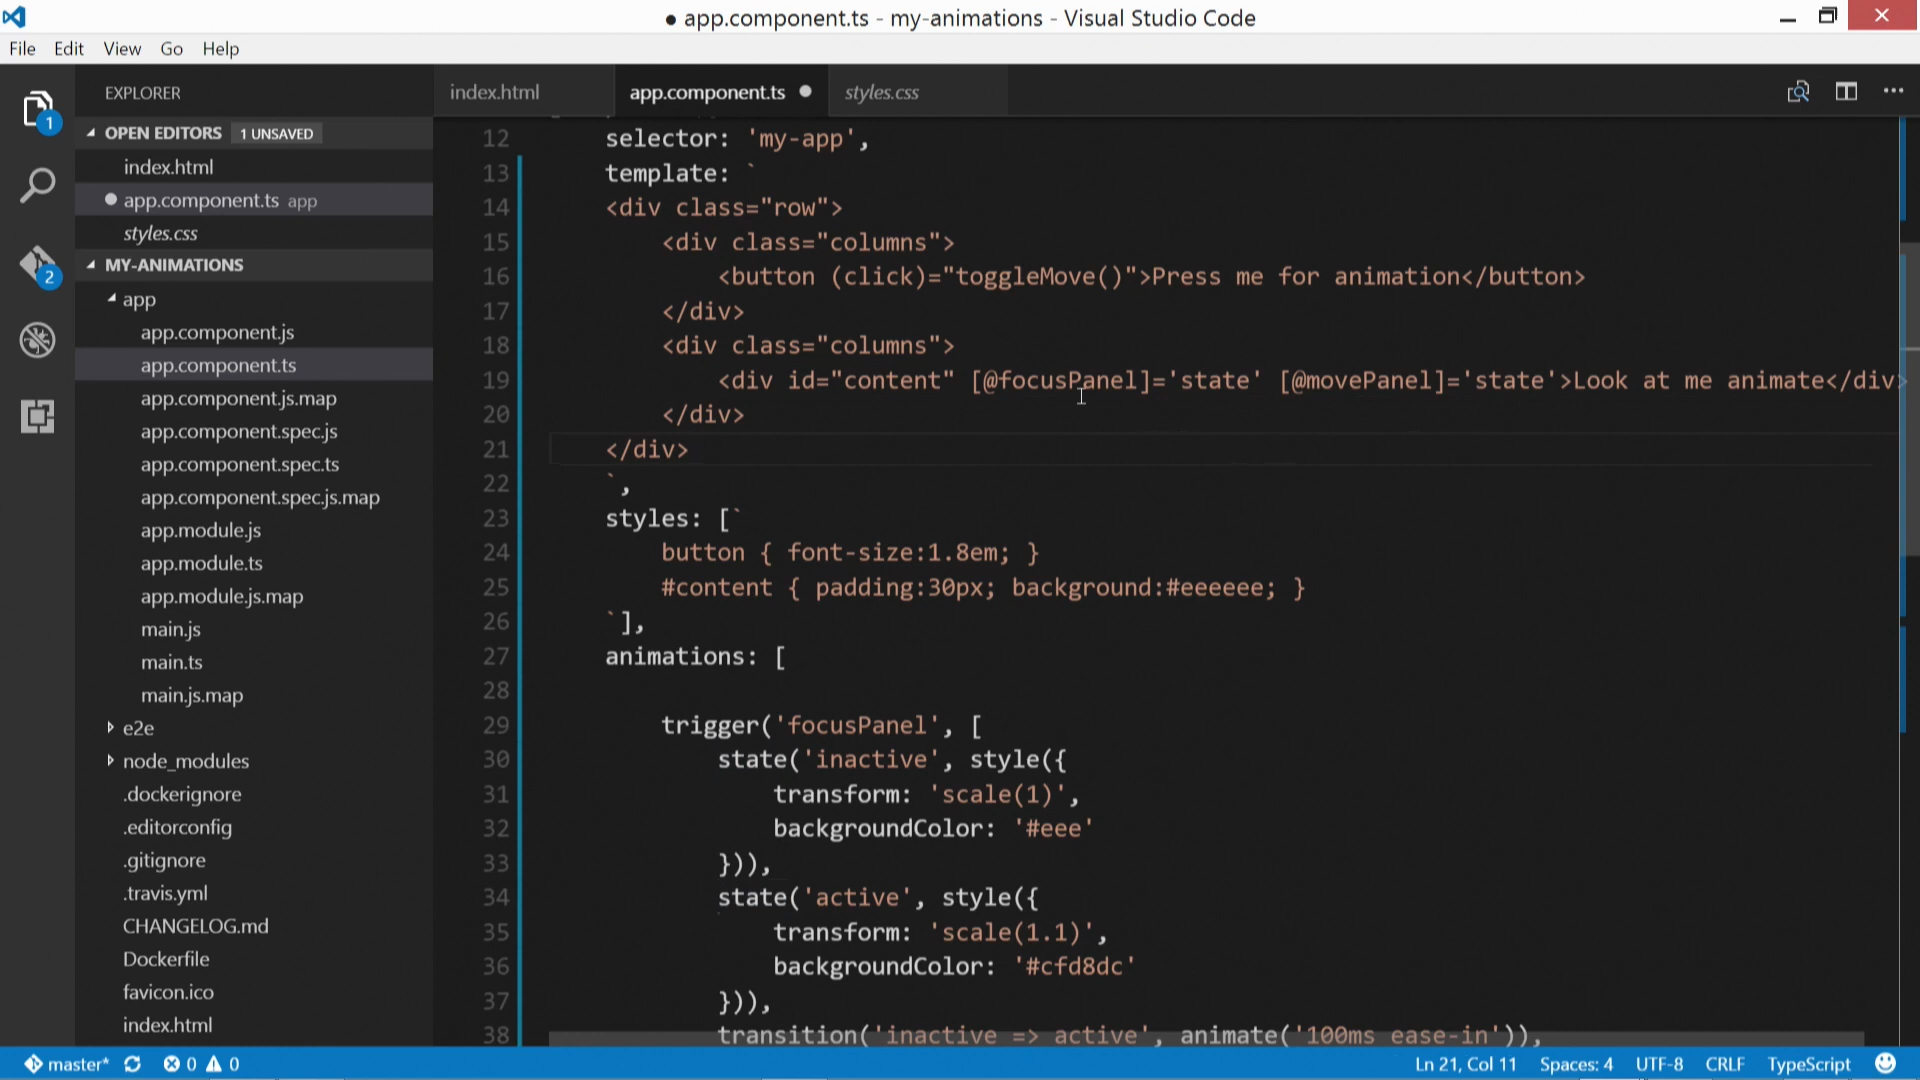 ● app.component.ts - my-animations - Visual Studio Code
File Edit View Go Help
EXPLORER
OPEN EDITORS 1 UNSAVED
index.html
app.component.ts app
styles.css
MY-ANIMATIONS
app
app.component.js
app.component.ts
app.component.js.map
app.component.spec.js
app.component.spec.ts
app.component.spec.js.map
app.module.js
app.module.ts
app.module.js.map
main.js
main.ts
main.js.map
e2e
node_modules
.dockerignore
.editorconfig
.gitignore
.travis.yml
CHANGELOG.md
Dockerfile
favicon.ico
index.html
1
2
index.html app.component.ts styles.css
12 selector: 'my-app',
13 template: `
14 <div class="row">
15 <div class="columns">
16 <button (click)="toggleMove()">Press me for animation</button>
17 </div>
18 <div class="columns">
19 <div id="content" [@focusPanel]='state' [@movePanel]='state'>Look at me animate</div>
20 </div>
21 </div>
22 `,
23 styles: [`
24 button { font-size:1.8em; }
25 #content { padding:30px; background:#eeeeee; }
26 `],
27 animations: [
28
29 trigger('focusPanel', [
30 state('inactive', style({
31 transform: 'scale(1)',
32 backgroundColor: '#eee'
33 })),
34 state('active', style({
35 transform: 'scale(1.1)',
36 backgroundColor: '#cfd8dc'
37 })),
38 transition('inactive => active', animate('100ms ease-in')),
master* 0 0 Ln 21, Col 11 Spaces: 4 UTF-8 CRLF TypeScript